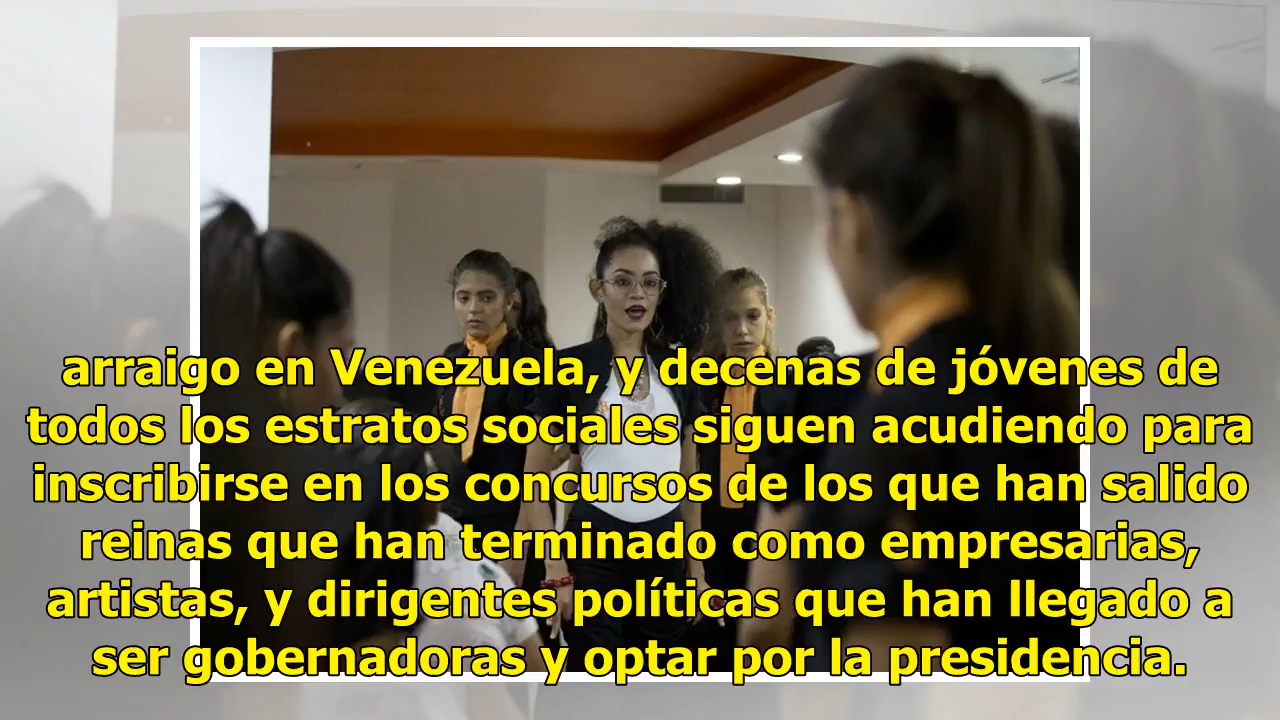 arraigo en Venezuela, y decenas de jóvenes de
todos los estratos sociales siguen acudiendo para
inscribirse en los concursos de los que han salido
reinas que han terminado como empresarias,
artistas, y dirigentes políticas que han llegado a
ser gobernadoras y optar por la presidencia.